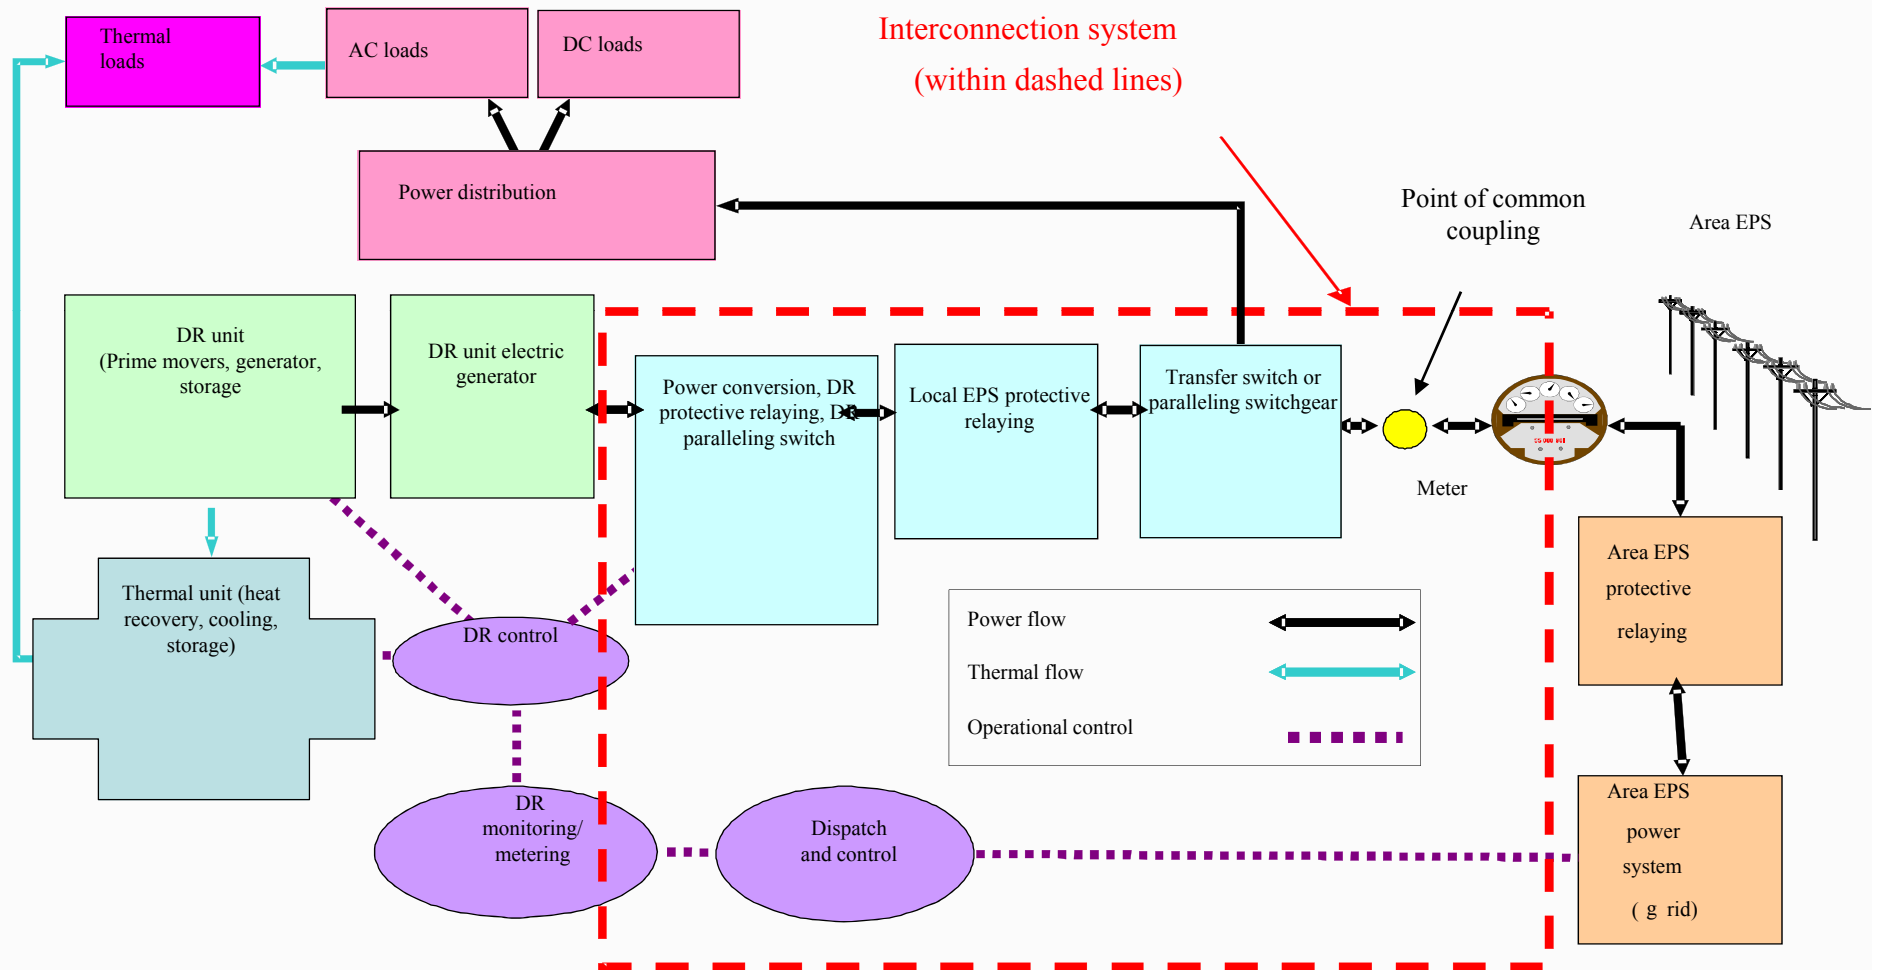 Thermal
loads
AC loads
DC loads
Interconnection system
(within dashed lines)
Power distribution
Point of common
coupling
Area EPS
DR unit
(Prime movers, generator,
storage
DR unit electric
generator
Power conversion, DR
protective relaying, DR
paralleling switch
Local EPS protective
relaying
Transfer switch or
paralleling switchgear
Meter
Area EPS
protective
relaying
Thermal unit (heat
recovery, cooling,
storage)
DR control
Power flow
Thermal flow
Operational control
DR
monitoring/
metering
Dispatch
and control
Area EPS
power
system
( g rid)